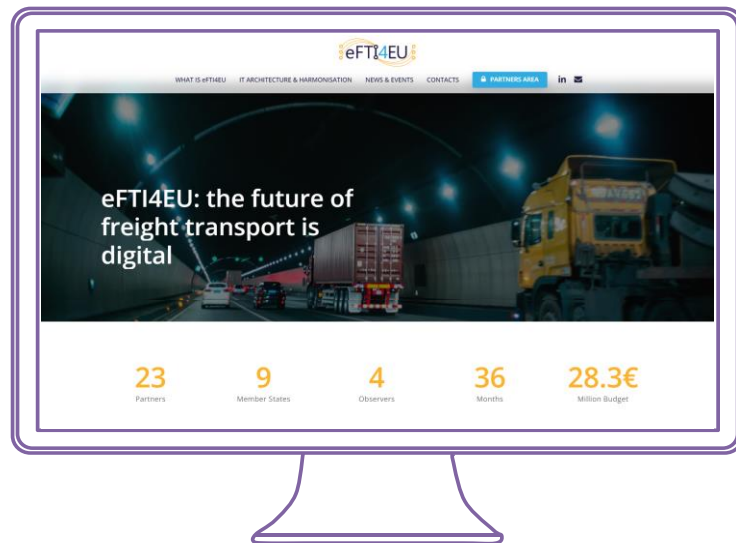 eFTI4EU
WHAT IS eFTI4EU IT ARCHITECTURE & HARMONISATION NEWS & EVENTS CONTACTS PARTNERS AREA in
eFTI4EU: the future of
freight transport is
digital
23 9 4 36 28.3€
Partners Member States Observers Months Million Budget